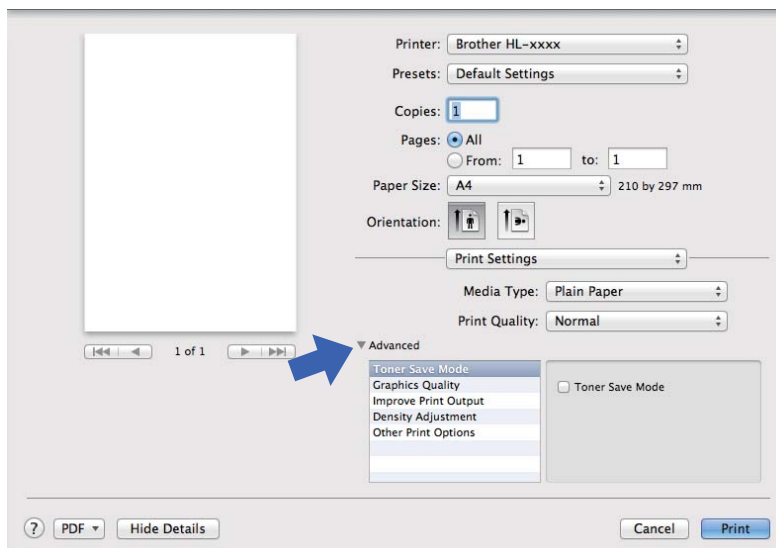 Printer: Brother HL-xxxx
Presets: Default Settings
Copies: 1
Pages: All
From: 1 to: 1
Paper Size: A4 210 by 297 mm
Orientation:
Print Settings
Media Type: Plain Paper
Print Quality: Normal
1 of 1
Advanced
Toner Save Mode
Graphics Quality
Improve Print Output
Density Adjustment
Other Print Options
Toner Save Mode
? PDF Hide Details Cancel Print